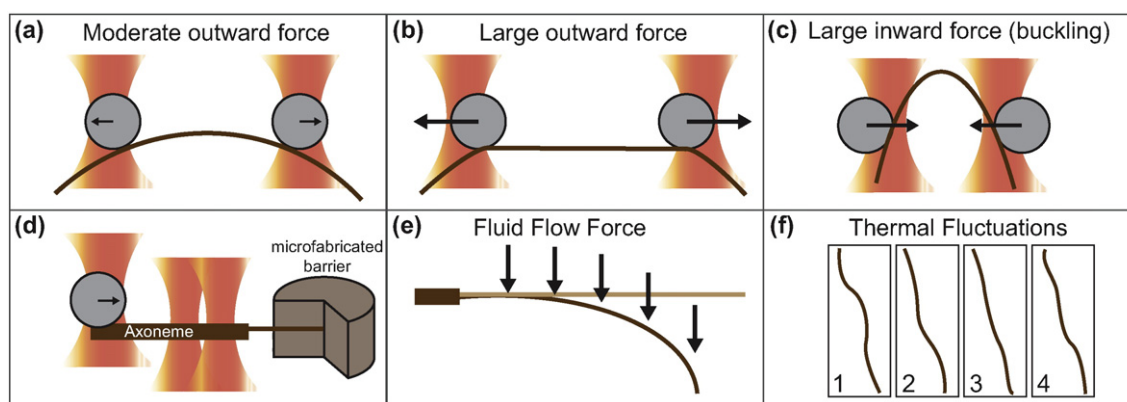 (a) Moderate outward force
(b) Large outward force
(c) Large inward force (buckling)
(d)
microfabricated
barrier
Axoneme
(e) Fluid Flow Force
(f) Thermal Fluctuations
1 2 3 4